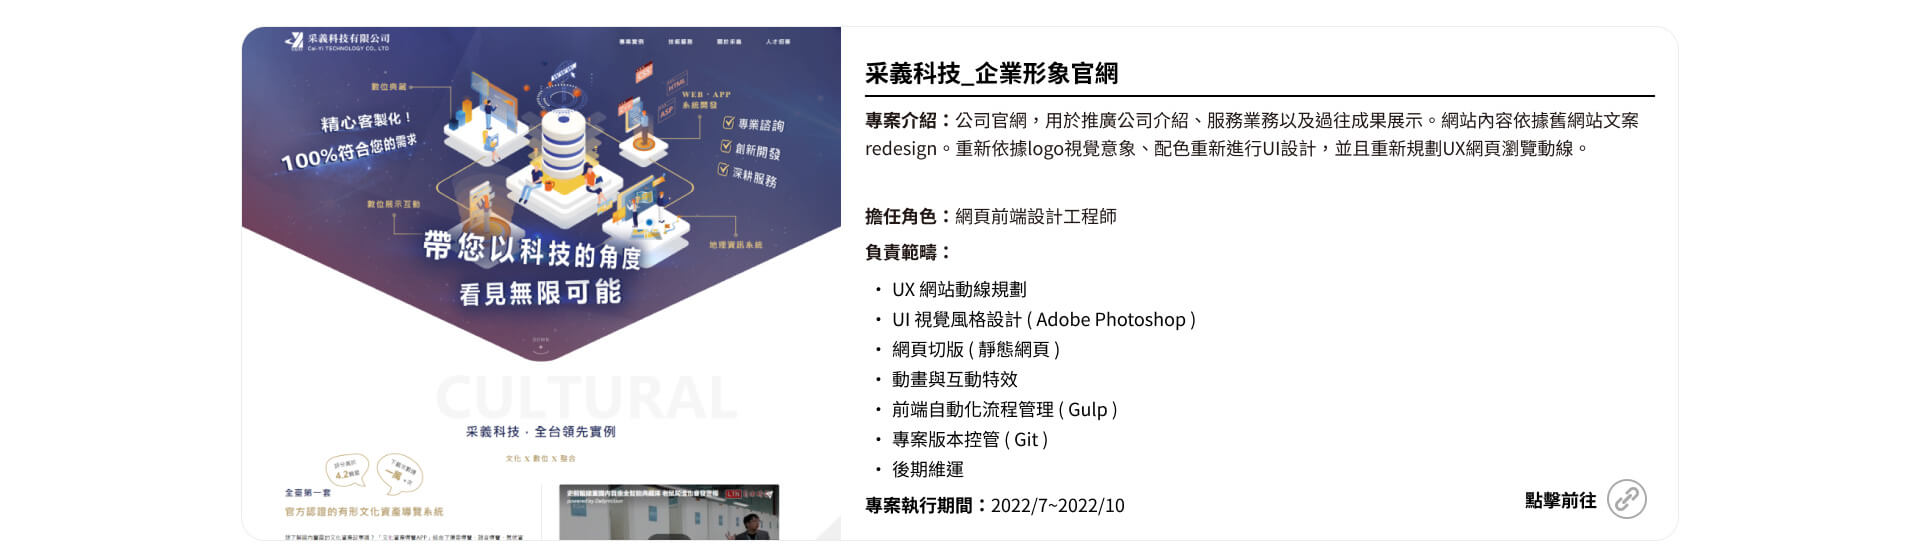 采義科技有限公司
CAI-YI TECHNOLOGY CO., LTD
專案實例 技術服務 關於采義 人才招募
數位典藏
精心客製化！
100%符合您的需求
WWW
CSS
HTML
ASP
WEB・APP
系統開發
專業諮詢
創新開發
深耕服務
數位展示互動
地理資訊系統
帶您以科技的角度
看見無限可能
DOWN
CULTURAL
采義科技．全台領先實例
文化 X 數位 X 整合
4.2
全臺第一套
官方認證的有形文化資產導覽系統
采義科技_企業形象官網
專案介紹：公司官網，用於推廣公司介紹、服務業務以及過往成果展示。網站內容依據舊網站文案
redesign。重新依據logo視覺意象、配色重新進行UI設計，並且重新規劃UX網頁瀏覽動線。
擔任角色：網頁前端設計工程師
負責範疇：
・ UX 網站動線規劃
・ UI 視覺風格設計 ( Adobe Photoshop )
・ 網頁切版 ( 靜態網頁 )
・ 動畫與互動特效
・ 前端自動化流程管理 ( Gulp )
・ 專案版本控管 ( Git )
・ 後期維運
專案執行期間：2022/7~2022/10
點擊前往